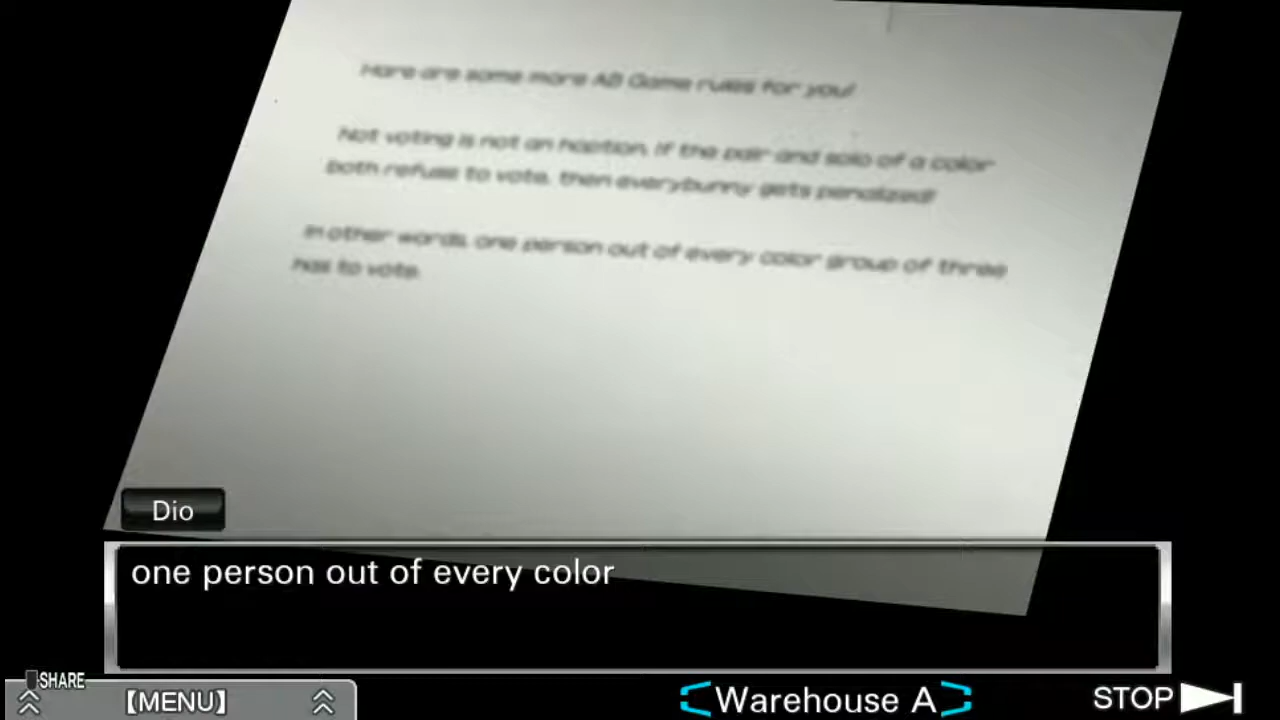 Here are some more AB Game rules for you!
Not voting is not an hoption. If the pair and solo of a color
both refuse to vote, then everybunny gets penalized!
In other words, one person out of every color group of three
has to vote.
Dio
one person out of every color
SHARE
【MENU】
Warehouse A
STOP